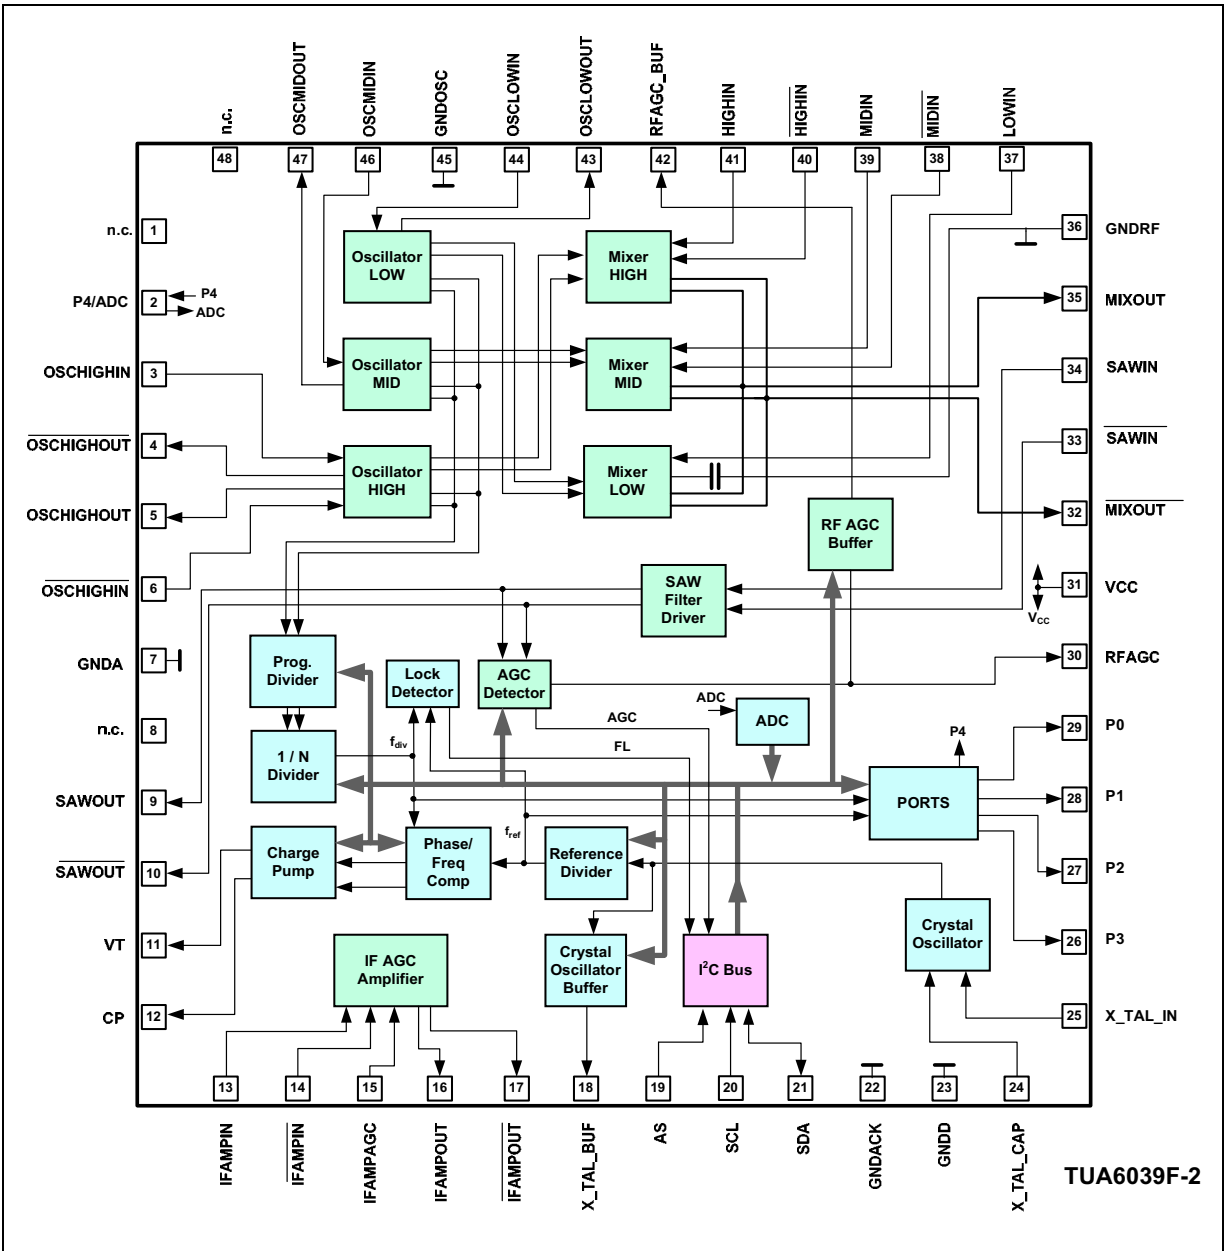 n.c.
OSCMIDOUT
OSCMIDIN
GNDOSC
OSCLOWIN
OSCLOWOUT
RFAGC_BUF
HIGHIN
HIGHIN
MIDIN
MIDIN
LOWIN
48
47
46
45
44
43
42
41
40
39
38
37
n.c.
1
P4/ADC
2
P4
ADC
OSCHIGHIN
3
OSCHIGHOUT
4
OSCHIGHOUT
5
OSCHIGHIN
6
GNDA
7
n.c.
8
SAWOUT
9
SAWOUT
10
VT
11
CP
12
Oscillator
LOW
Mixer
HIGH
Oscillator
MID
Mixer
MID
Oscillator
HIGH
Mixer
LOW
RF AGC
Buffer
SAW
Filter
Driver
Prog.
Divider
Lock
Detector
AGC
Detector
ADC
ADC
AGC
FL
P4
1 / N
Divider
fdiv
PORTS
Charge
Pump
Phase/
Freq
Comp
fref
Reference
Divider
Crystal
Oscillator
IF AGC
Amplifier
Crystal
Oscillator
Buffer
I2C Bus
36
GNDRF
35
MIXOUT
34
SAWIN
33
SAWIN
32
MIXOUT
31
VCC
VCC
30
RFAGC
29
P0
28
P1
27
P2
26
P3
25
X_TAL_IN
13
14
15
16
17
18
19
20
21
22
23
24
IFAMPIN
IFAMPIN
IFAMPAGC
IFAMPOUT
IFAMPOUT
X_TAL_BUF
AS
SCL
SDA
GNDACK
GNDD
X_TAL_CAP
TUA6039F-2